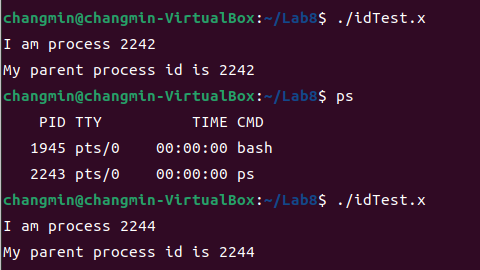 changmin@changmin-VirtualBox:~/Lab8$ ./idTest.x
I am process 2242
My parent process id is 2242
changmin@changmin-VirtualBox:~/Lab8$ ps
    PID TTY          TIME CMD
   1945 pts/0    00:00:00 bash
   2243 pts/0    00:00:00 ps
changmin@changmin-VirtualBox:~/Lab8$ ./idTest.x
I am process 2244
My parent process id is 2244